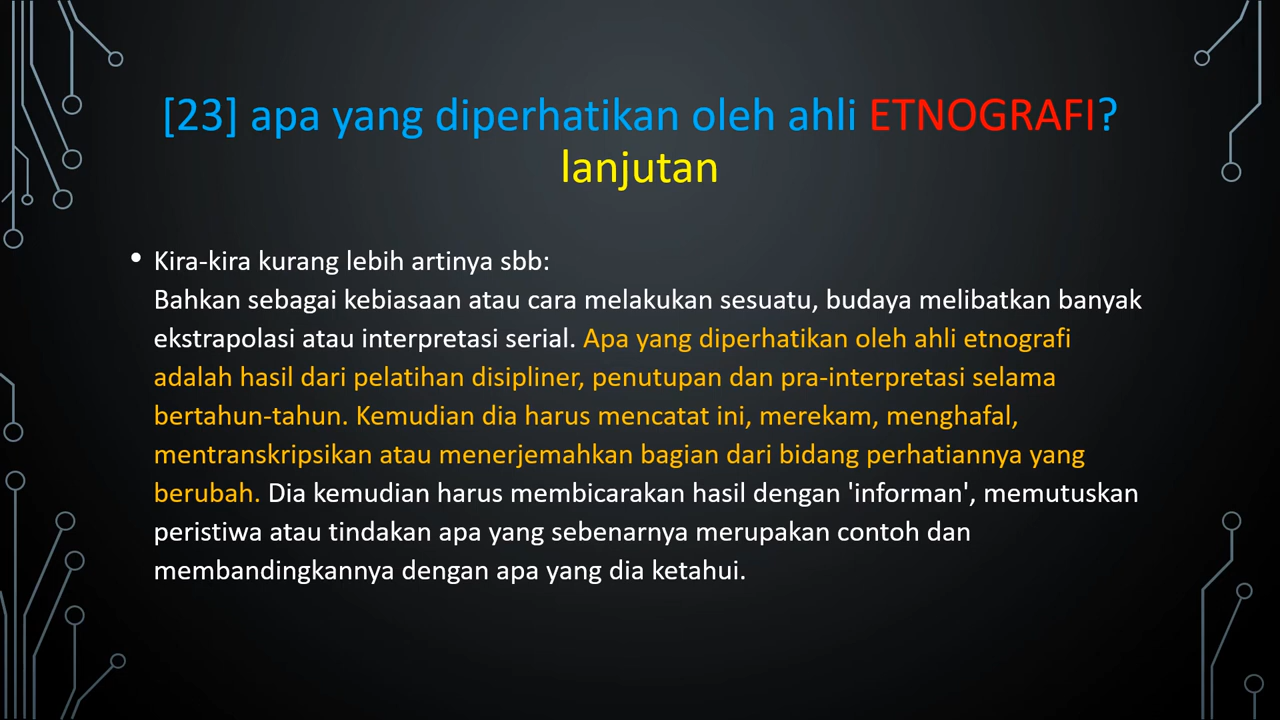 [23] apa yang diperhatikan oleh ahli ETNOGRAFI?
lanjutan
• Kira-kira kurang lebih artinya sbb:
Bahkan sebagai kebiasaan atau cara melakukan sesuatu, budaya melibatkan banyak
ekstrapolasi atau interpretasi serial. Apa yang diperhatikan oleh ahli etnografi
adalah hasil dari pelatihan disipliner, penutupan dan pra-interpretasi selama
bertahun-tahun. Kemudian dia harus mencatat ini, merekam, menghafal,
mentranskripsikan atau menerjemahkan bagian dari bidang perhatiannya yang
berubah. Dia kemudian harus membicarakan hasil dengan 'informan', memutuskan
peristiwa atau tindakan apa yang sebenarnya merupakan contoh dan
membandingkannya dengan apa yang dia ketahui.